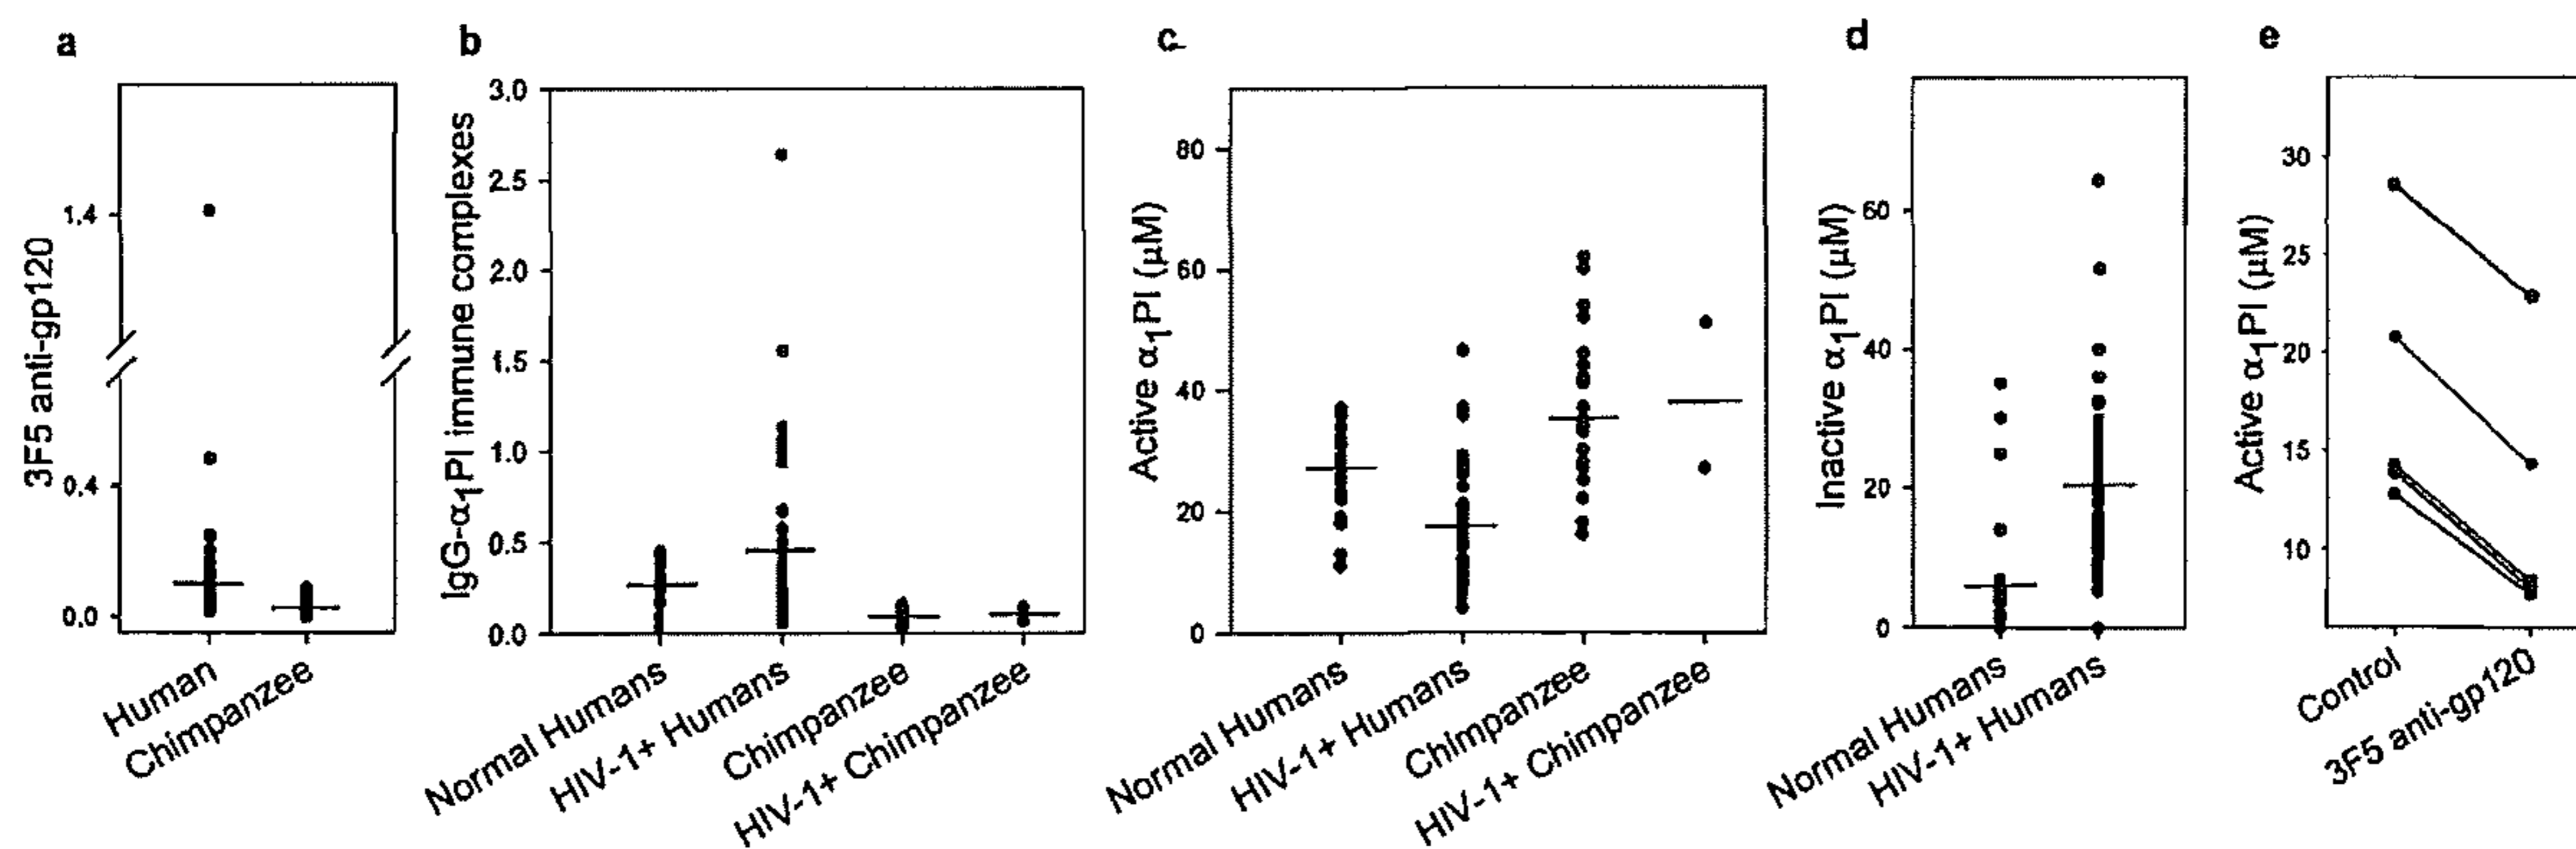 a
3F5 anti-gp120
1.4
0.4
0.0
Human
Chimpanzee
b
IgG-α1PI immune complexes
3.0
2.5
2.0
1.5
1.0
0.5
0.0
Normal Humans
HIV-1+ Humans
Chimpanzee
HIV-1+ Chimpanzee
c
Active α1PI (µM)
80
60
40
20
0
Normal Humans
HIV-1+ Humans
Chimpanzee
HIV-1+ Chimpanzee
d
Inactive α1PI (µM)
60
40
20
0
Normal Humans
HIV-1+ Humans
e
Active α1PI (µM)
30
25
20
15
10
Control
3F5 anti-gp120